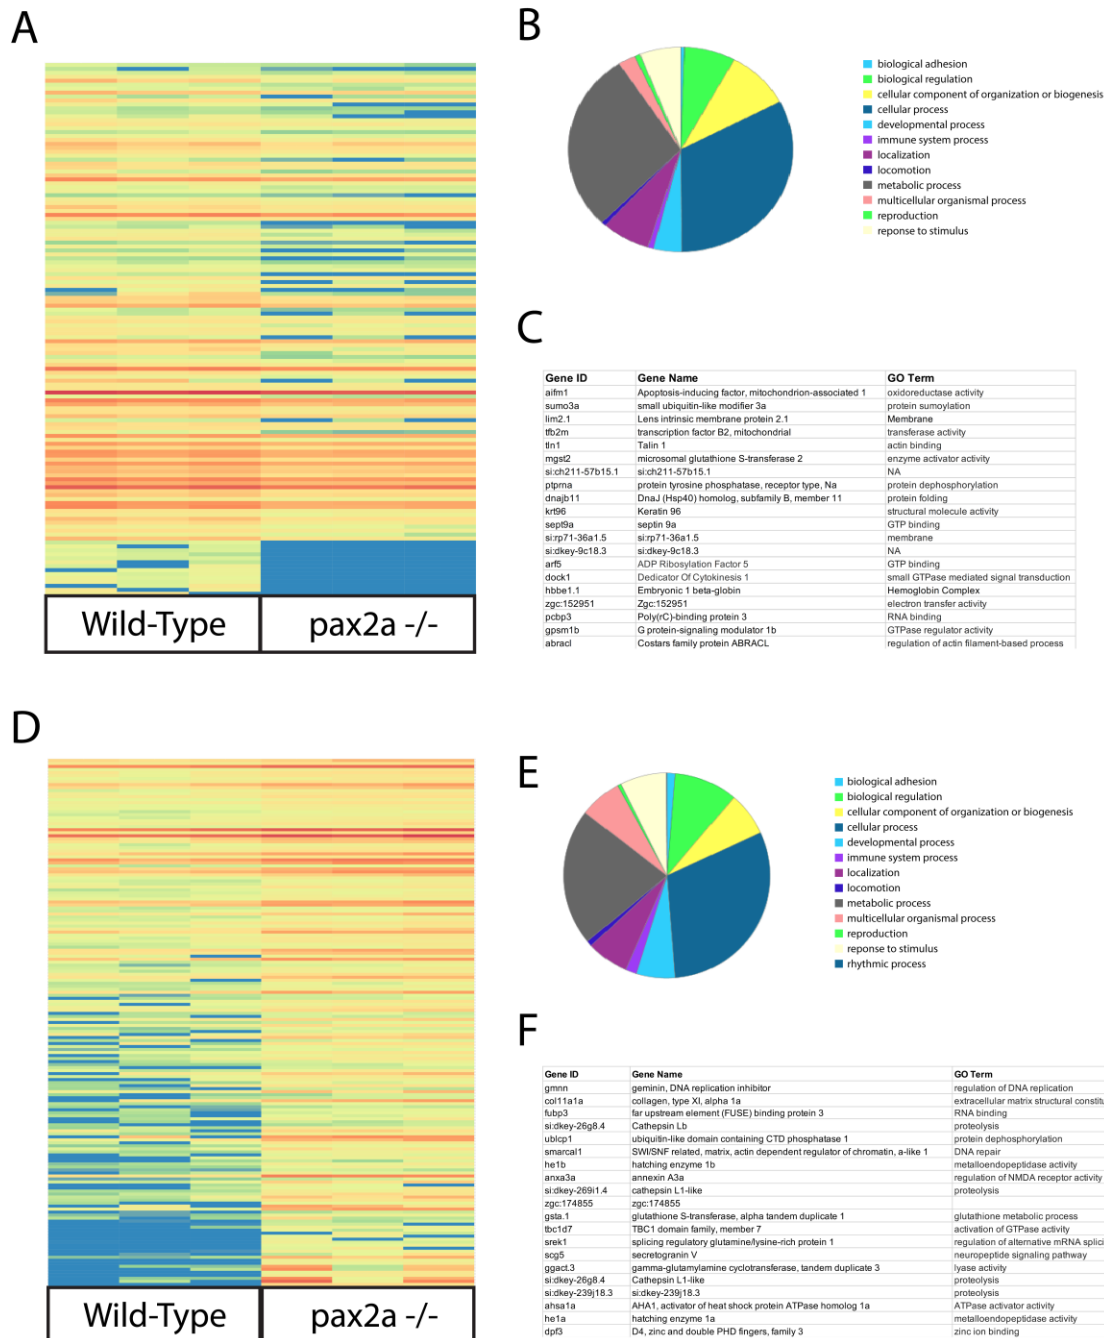 A
Wild-Type pax2a -/-
B
biological adhesion
biological regulation
cellular component of organization or biogenesis
cellular process
developmental process
immune system process
localization
locomotion
metabolic process
multicellular organismal process
reproduction
reponse to stimulus
C
Gene ID Gene Name GO Term
aifm1 Apoptosis-inducing factor, mitochondrion-associated 1 oxidoreductase activity
sumo3a small ubiquitin-like modifier 3a protein sumoylation
lim2.1 Lens intrinsic membrane protein 2.1 Membrane
tfb2m transcription factor B2, mitochondrial transferase activity
tln1 Talin 1 actin binding
mgst2 microsomal glutathione S-transferase 2 enzyme activator activity
si:ch211-57b15.1 si:ch211-57b15.1 NA
ptprna protein tyrosine phosphatase, receptor type, Na protein dephosphorylation
dnajb11 DnaJ (Hsp40) homolog, subfamily B, member 11 protein folding
krt96 Keratin 96 structural molecule activity
sept9a septin 9a GTP binding
si:rp71-36a1.5 si:rp71-36a1.5 membrane
si:dkey-9c18.3 si:dkey-9c18.3 NA
arf5 ADP Ribosylation Factor 5 GTP binding
dock1 Dedicator Of Cytokinesis 1 small GTPase mediated signal transduction
hbbe1.1 Embryonic 1 beta-globin Hemoglobin Complex
zgc:152951 Zgc:152951 electron transfer activity
pcbp3 Poly(rC)-binding protein 3 RNA binding
gpsm1b G protein-signaling modulator 1b GTPase regulator activity
abracl Costars family protein ABRACL regulation of actin filament-based process
D
Wild-Type pax2a -/-
E
biological adhesion
biological regulation
cellular component of organization or biogenesis
cellular process
developmental process
immune system process
localization
locomotion
metabolic process
multicellular organismal process
reproduction
reponse to stimulus
rhythmic process
F
Gene ID Gene Name GO Term
gmnn geminin, DNA replication inhibitor regulation of DNA replication
col11a1a collagen, type XI, alpha 1a extracellular matrix structural constitu
fubp3 far upstream element (FUSE) binding protein 3 RNA binding
si:dkey-26g8.4 Cathepsin Lb proteolysis
ublcp1 ubiquitin-like domain containing CTD phosphatase 1 protein dephosphorylation
smarcal1 SWI/SNF related, matrix, actin dependent regulator of chromatin, a-like 1 DNA repair
he1b hatching enzyme 1b metalloendopeptidase activity
anxa3a annexin A3a regulation of NMDA receptor activity
si:dkey-269i1.4 cathepsin L1-like proteolysis
zgc:174855 zgc:174855
gsta.1 glutathione S-transferase, alpha tandem duplicate 1 glutathione metabolic process
tbc1d7 TBC1 domain family, member 7 activation of GTPase activity
srek1 splicing regulatory glutamine/lysine-rich protein 1 regulation of alternative mRNA splici
scg5 secretogranin V neuropeptide signaling pathway
ggact.3 gamma-glutamylamine cyclotransferase, tandem duplicate 3 lyase activity
si:dkey-26g8.4 Cathepsin L1-like proteolysis
si:dkey-239j18.3 si:dkey-239j18.3 proteolysis
ahsa1a AHA1, activator of heat shock protein ATPase homolog 1a ATPase activator activity
he1a hatching enzyme 1a metalloendopeptidase activity
dpf3 D4, zinc and double PHD fingers, family 3 zinc ion binding